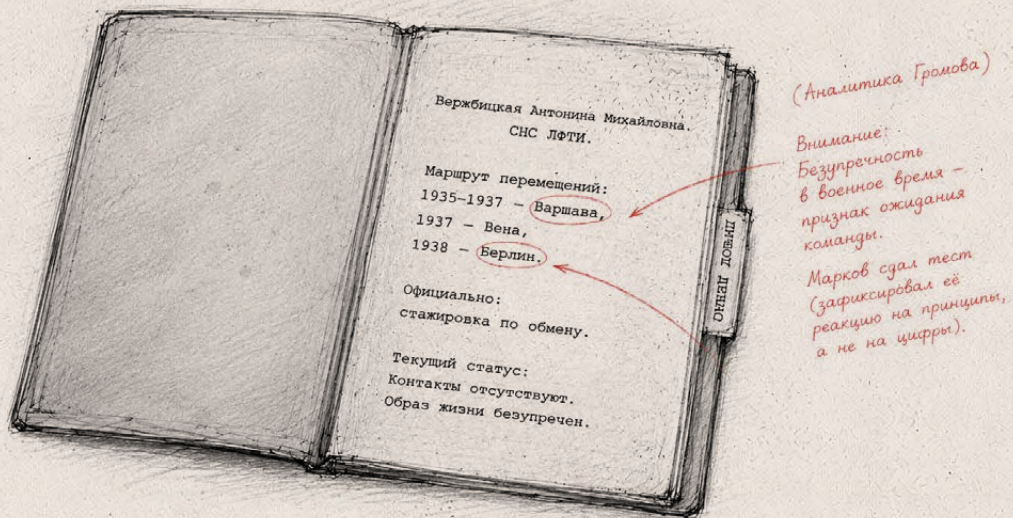 Вержбицкая Антонина Михайловна.
СНС ЛФТИ.
Маршрут перемещений:
1935–1937 – Варшава,
1937 – Вена,
1938 – Берлин.
Официально:
стажировка по обмену.
Текущий статус:
Контакты отсутствуют.
Образ жизни безупречен.
(Аналитика Громова)
Внимание:
Безупречность
в военное время –
признак ожидания
команды.
Марков сдал тест
(зафиксировал её
реакцию на принципы,
а не на цифры).